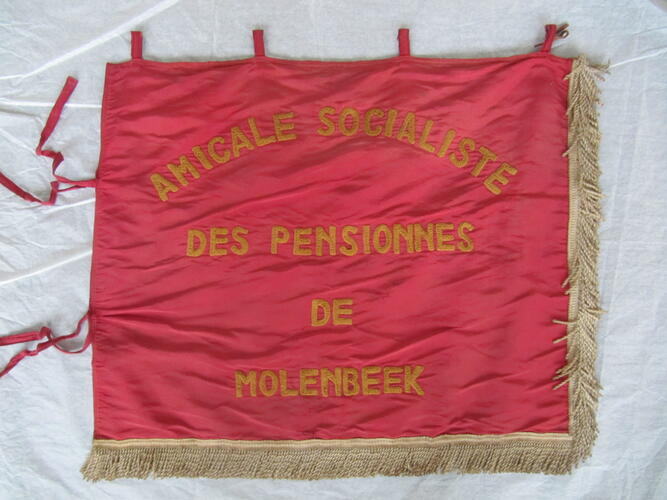 AMICALE SOCIALISTE
DES PENSIONNES
DE
MOLENBEEK